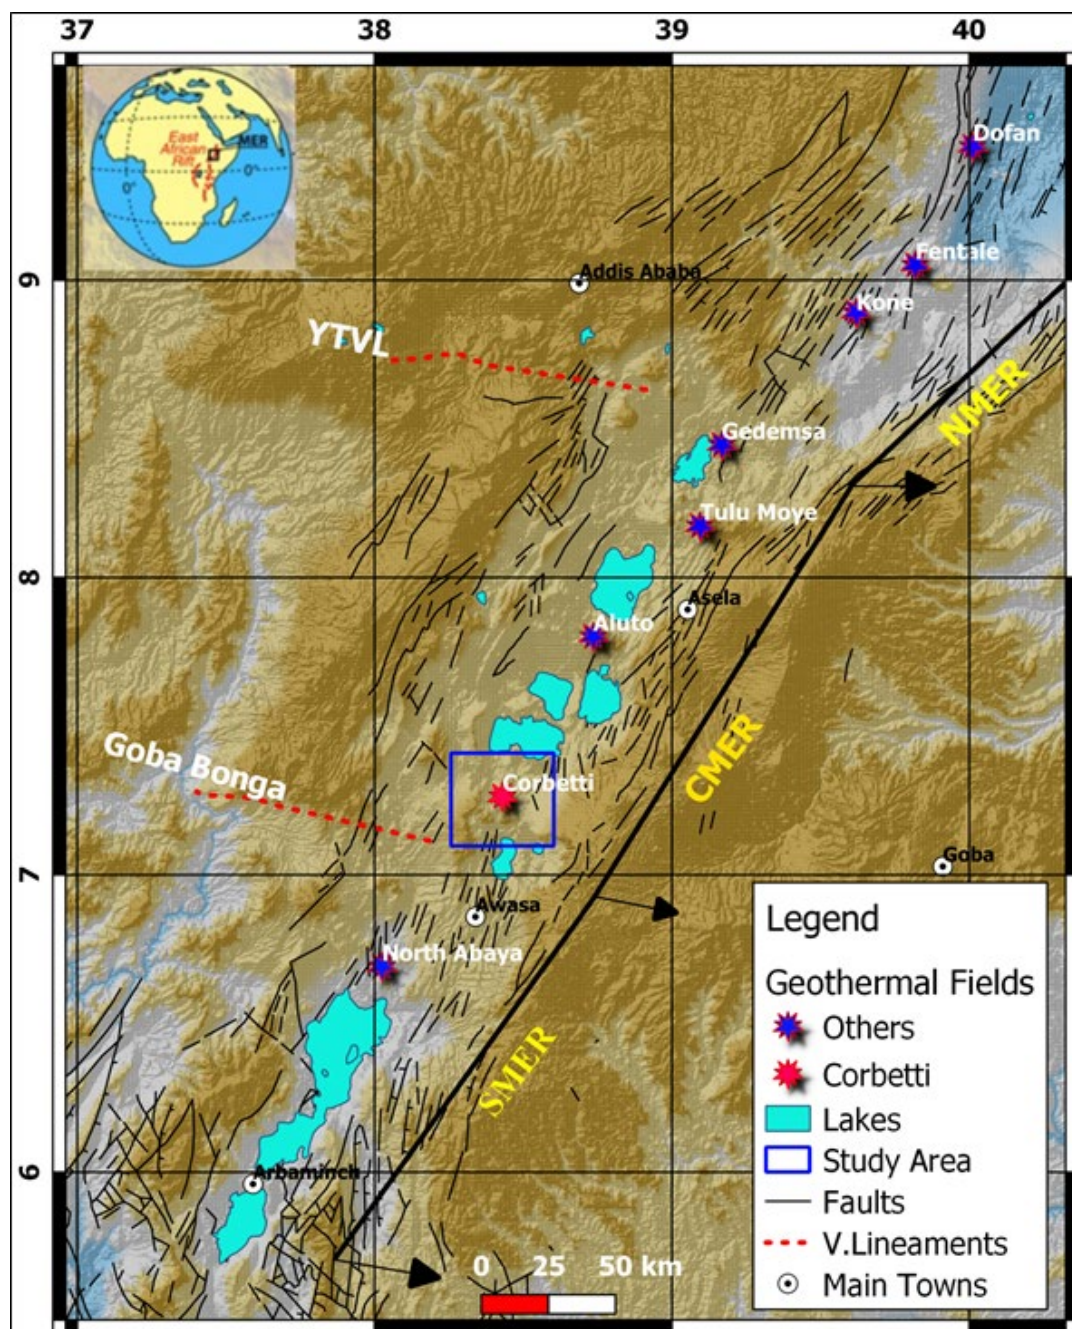 37 38 39 40
East
African
Rift
MER
0°
0°
Dofan
Fentale
9
Addis Ababa
Kone
YTVL
NMER
Gedemsa
Tulu Moye
8
Asela
Aluto
CMER
Goba Bonga
Corbetti
Goba
7
Awasa
North Abaya
SMER
6
Arbaminch
0 25 50 km
Legend
Geothermal Fields
Others
Corbetti
Lakes
Study Area
Faults
V.Lineaments
Main Towns